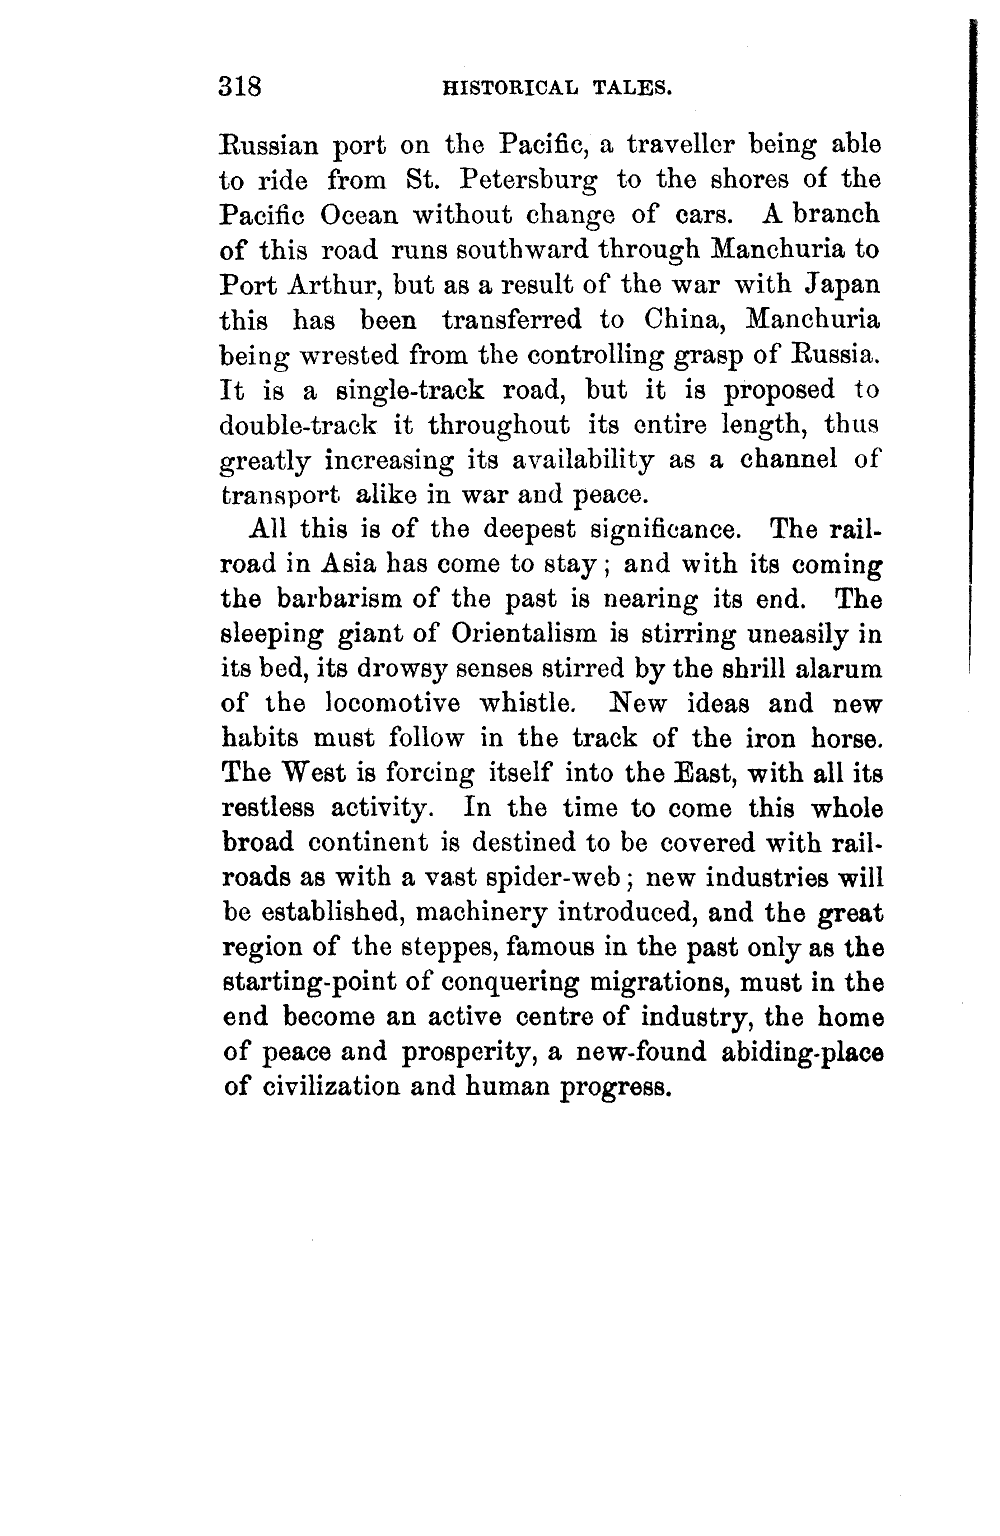 318 HISTORICAL TALES.
Russian port on the Pacific, a traveller being able
to ride from St. Petersburg to the shores of the
Pacific Ocean without change of cars. A branch
of this road runs southward through Manchuria to
Port Arthur, but as a result of the war with Japan
this has been transferred to China, Manchuria
being wrested from the controlling grasp of Russia.
It is a single-track road, but it is proposed to
double-track it throughout its entire length, thus
greatly increasing its availability as a channel of
transport alike in war and peace.
All this is of the deepest significance. The rail-
road in Asia has come to stay; and with its coming
the barbarism of the past is nearing its end. The
sleeping giant of Orientalism is stirring uneasily in
its bed, its drowsy senses stirred by the shrill alarum
of the locomotive whistle. New ideas and new
habits must follow in the track of the iron horse.
The West is forcing itself into the East, with all its
restless activity. In the time to come this whole
broad continent is destined to be covered with rail-
roads as with a vast spider-web; new industries will
be established, machinery introduced, and the great
region of the steppes, famous in the past only as the
starting-point of conquering migrations, must in the
end become an active centre of industry, the home
of peace and prosperity, a new-found abiding-place
of civilization and human progress.